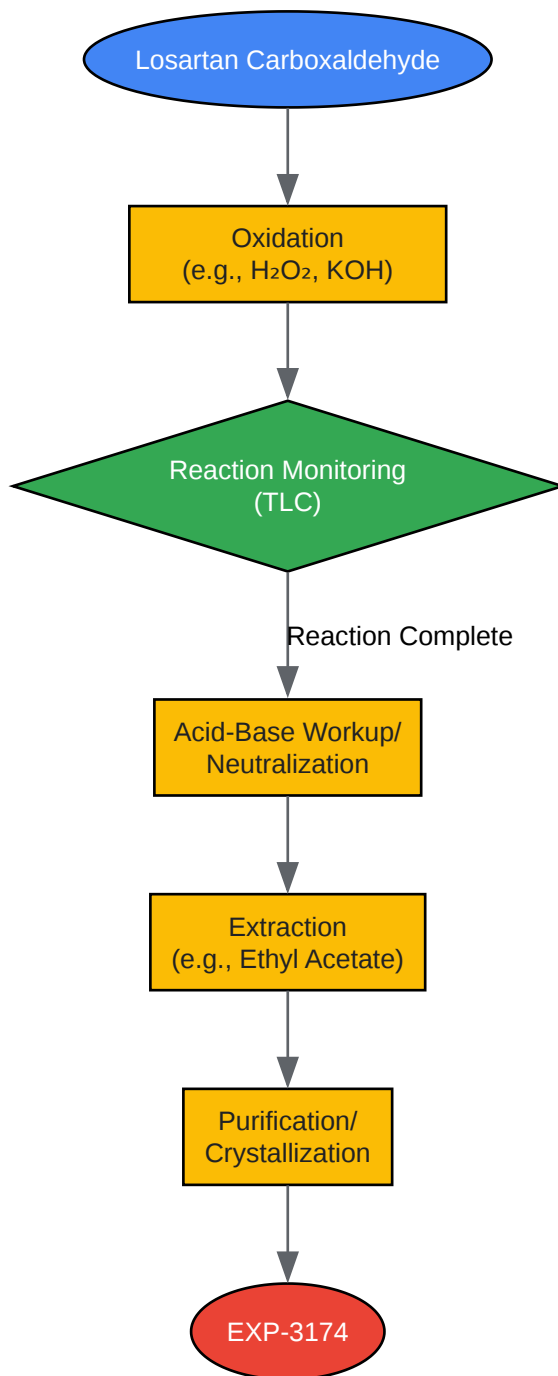 Losartan Carboxaldehyde
Oxidation
(e.g., H₂O₂, KOH)
Reaction Monitoring
(TLC)
Reaction Complete
Acid-Base Workup/
Neutralization
Extraction
(e.g., Ethyl Acetate)
Purification/
Crystallization
EXP-3174